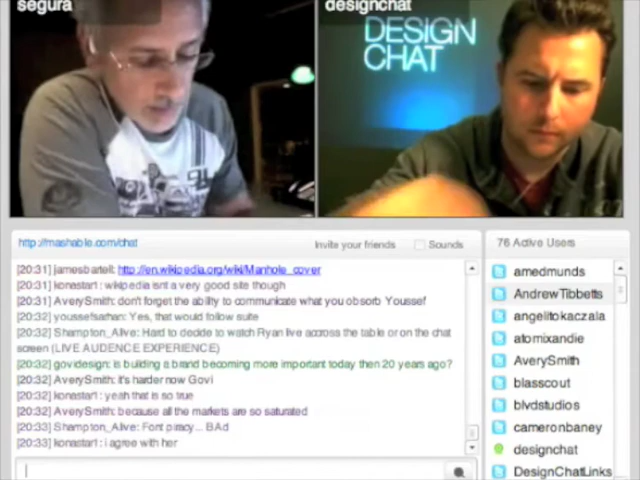 segura
designchat
DESIGN
CHAT
http://mashable.com/chat
Invite your friends
Sounds
76 Active Users
[20:31] jamesbartell: http://en.wikipedia.org/wiki/Manhole_cover
[20:31] konastar1: wikipedia isnt a very good site though
[20:31] AverySmith: don't forget the ability to communicate what you obsorb Youssef
[20:32] youssefsarhan: Yes, that would follow suite
[20:32] Shampton_Alive: Hard to decide to watch Ryan live accross the table or on the chat
screen (LIVE AUDENCE EXPERIENCE)
[20:32] govidesign: is building a brand becoming more important today then 20 years ago?
[20:32] AverySmith: it's harder now Govi
[20:32] konastar1: yeah that is so true
[20:32] AverySmith: because all the markets are so saturated
[20:33] Shampton_Alive: Font piracy... BAd
[20:33] konastar1: i agree with her
amedmunds
AndrewTibbetts
angelitokaczala
atomixandie
AverySmith
blasscout
blvdstudios
cameronbaney
designchat
DesignChatLinks